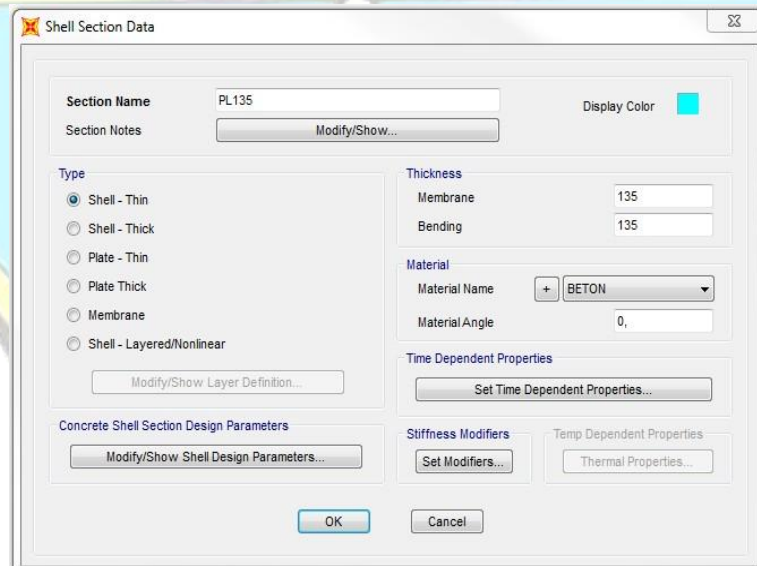 Shell Section Data
Section Name PL135 Display Color
Section Notes Modify/Show...
Type
Shell - Thin
Shell - Thick
Plate - Thin
Plate Thick
Membrane
Shell - Layered/Nonlinear
Modify/Show Layer Definition...
Concrete Shell Section Design Parameters
Modify/Show Shell Design Parameters...
Thickness
Membrane 135
Bending 135
Material
Material Name + BETON
Material Angle 0,
Time Dependent Properties
Set Time Dependent Properties...
Stiffness Modifiers
Set Modifiers...
Temp Dependent Properties
Thermal Properties...
OK Cancel